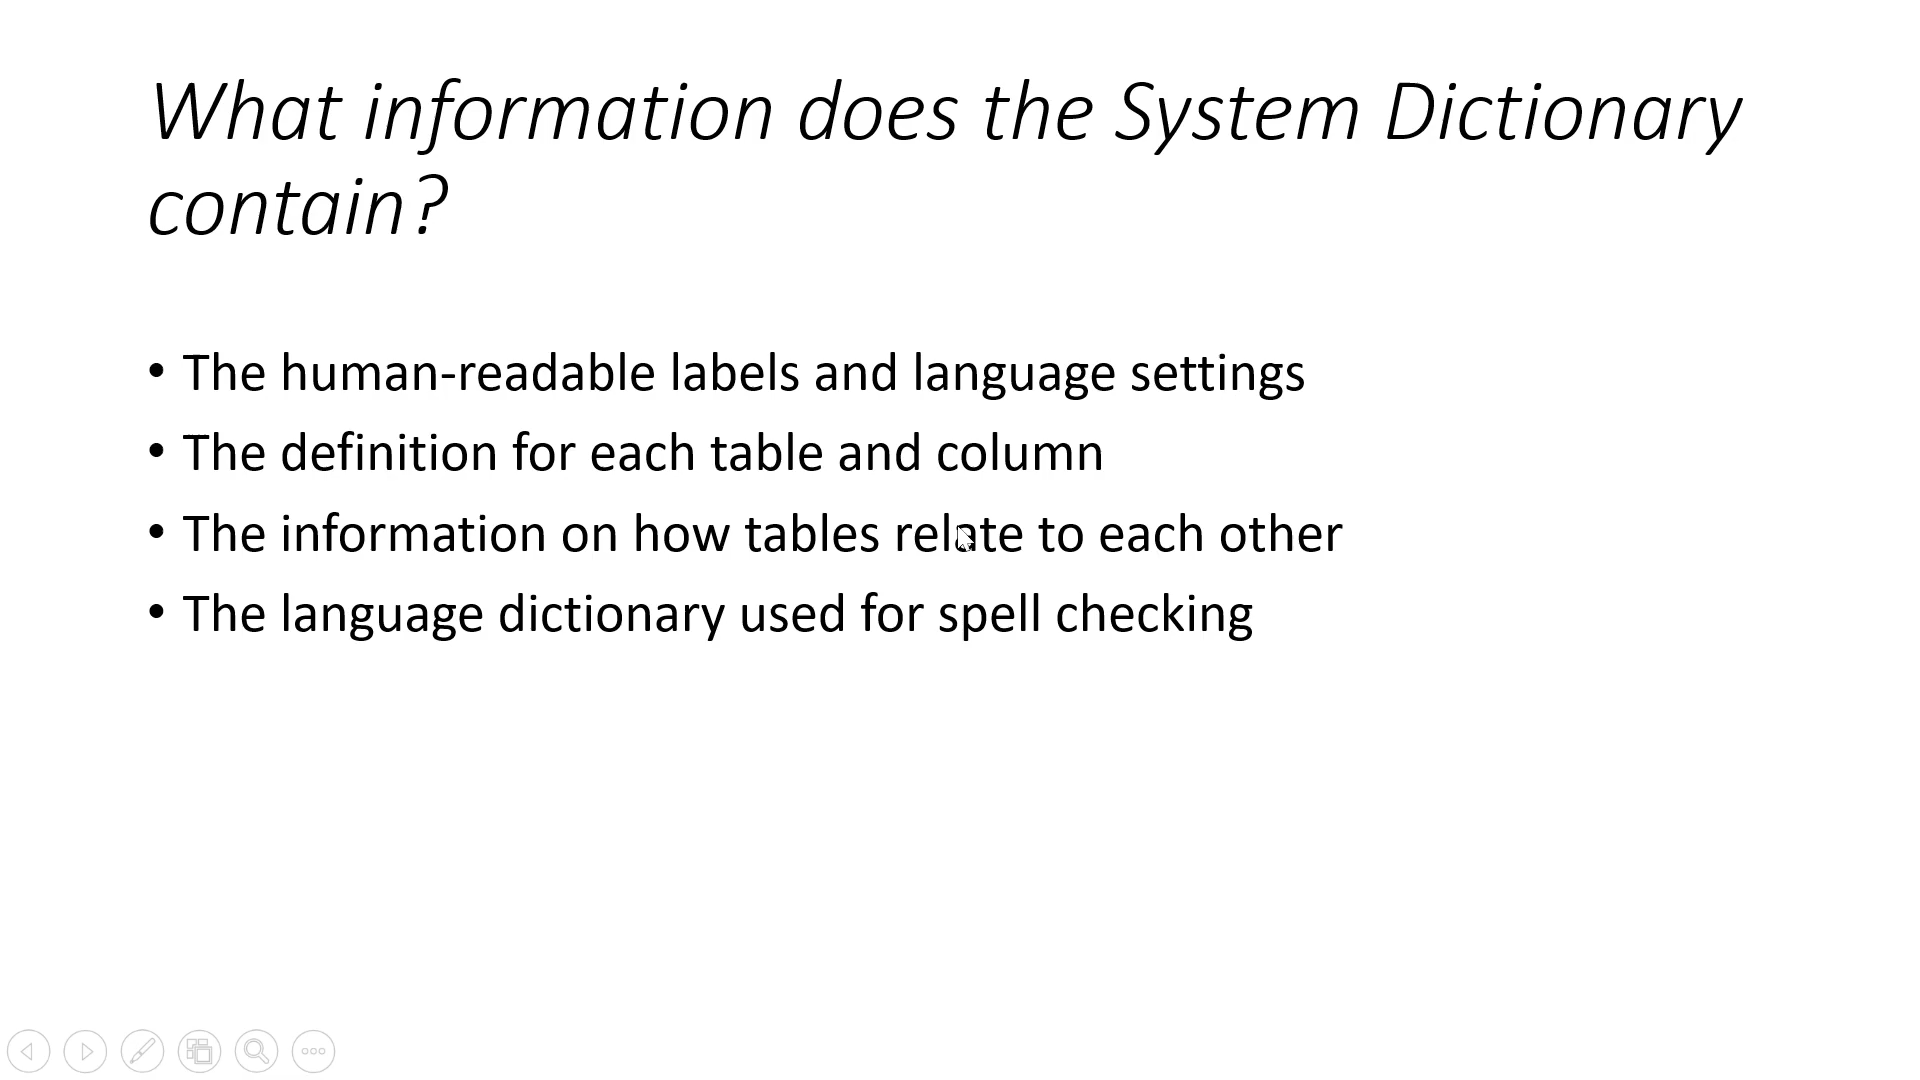 What information does the System Dictionary
contain?
• The human-readable labels and language settings
• The definition for each table and column
• The information on how tables relate to each other
• The language dictionary used for spell checking